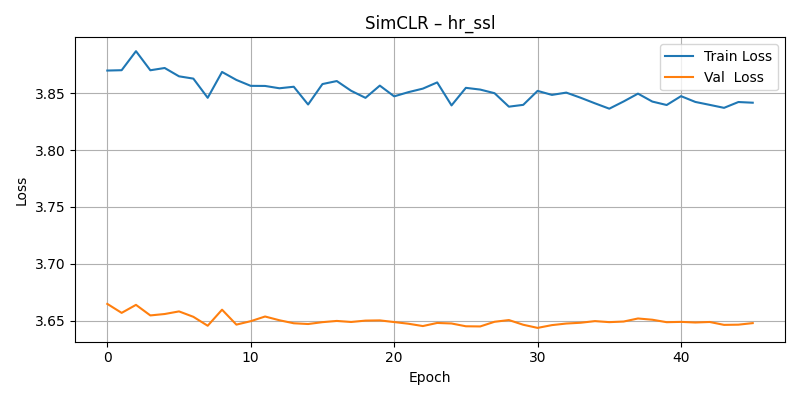 SimCLR – hr_ssl
Train Loss
Val  Loss
Loss
3.85
3.80
3.75
3.70
3.65
0
10
20
30
40
Epoch